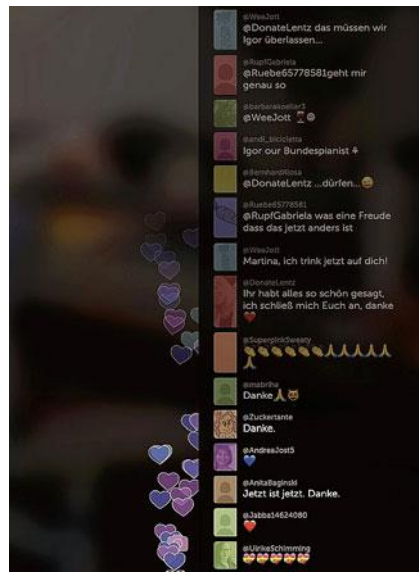 @WeeJott
@DonateLentz das müssen wir
Igor überlassen...
@RupfGabriela
@Ruebe65778581geht mir
genau so
@barbarakoeller3
@WeeJott 🍷😀
@andi_bicicletta
Igor our Bundespianist
@BernhardWosa
@DonateLentz ...dürfen...😄
@Ruebe65778581
@RupfGabriela was eine Freude
dass das jetzt anders ist
@WeeJott
Martina, ich trink jetzt auf dich!
@DonateLentz
Ihr habt alles so schön gesagt,
ich schließ mich Euch an, danke
❤️
@SuperpinkSweaty
👏👏👏👏👏👏🙏🙏🙏🙏🙏
🙏
@mabriha
Danke🙏😻
@Zuckertante
Danke.
@AndreaJost5
💙
@AnitaBaginski
Jetzt ist jetzt. Danke.
@Jabba14624080
❤️
@UlrikeSchimming
💝💝💝💝💝